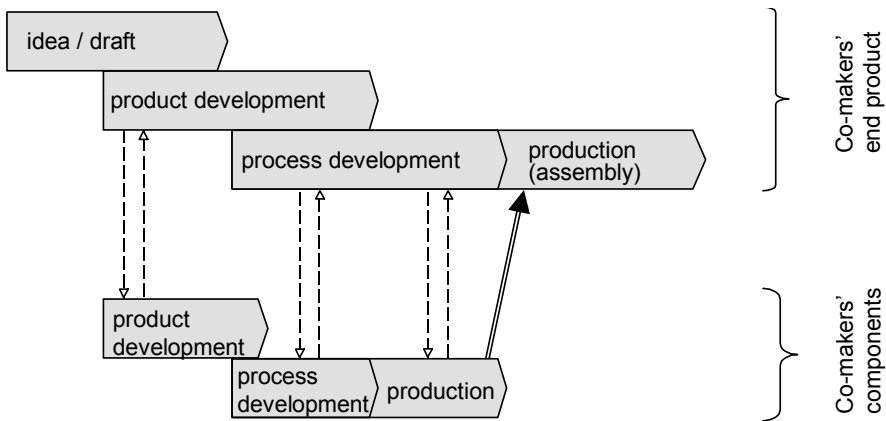 idea / draft
product development
process development
production
(assembly)
Co-makers’
end product
product
development
process
development
production
Co-makers’
components